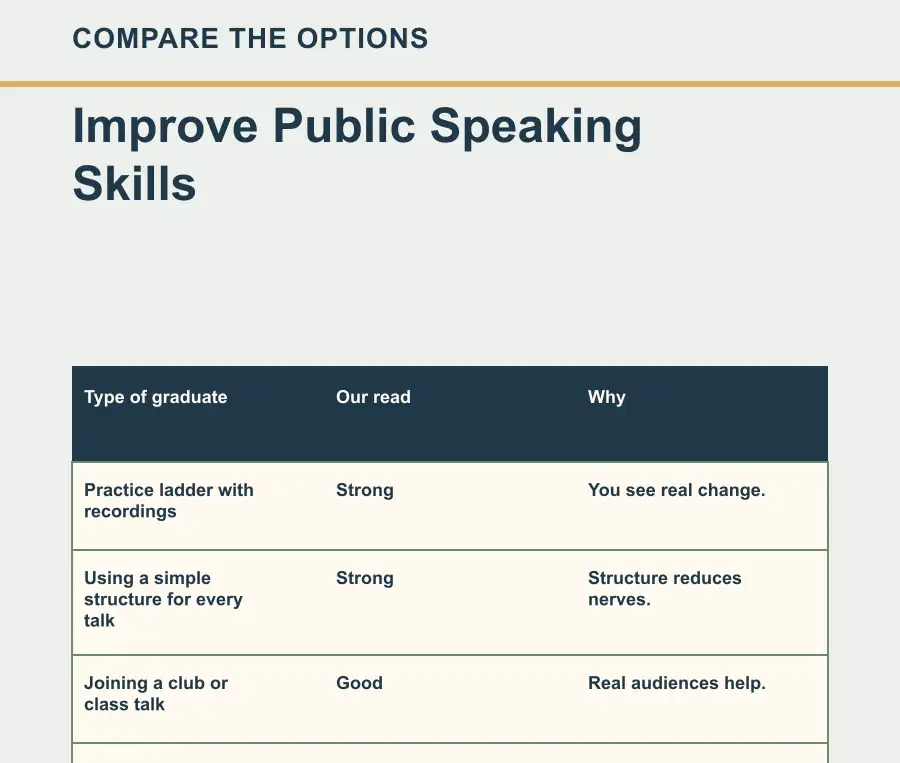 COMPARE THE OPTIONS
Improve Public Speaking
Skills
Type of graduate
Our read
Why
Practice ladder with
recordings
Strong
You see real change.
Using a simple
structure for every
talk
Strong
Structure reduces
nerves.
Joining a club or
class talk
Good
Real audiences help.